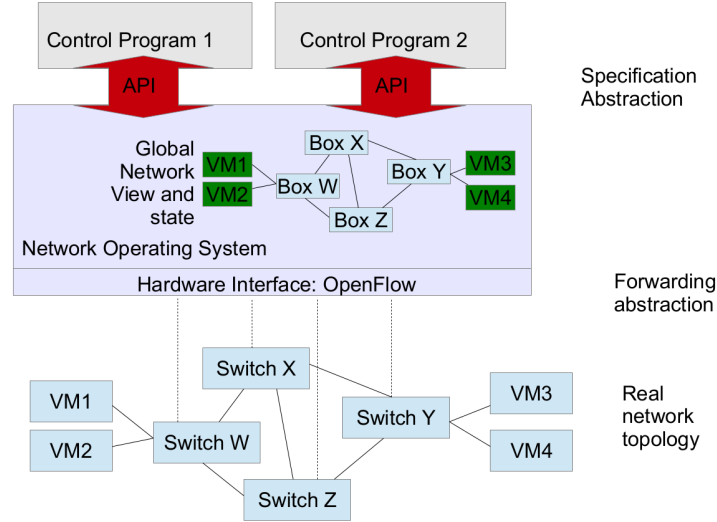 Control Program 1
Control Program 2
API
API
Specification
Abstraction
Global
Network
View and
state
VM1
VM2
Box X
Box W
Box Y
Box Z
VM3
VM4
Network Operating System
Hardware Interface: OpenFlow
Forwarding
abstraction
Switch X
VM1
VM2
Switch W
Switch Y
Switch Z
VM3
VM4
Real
network
topology